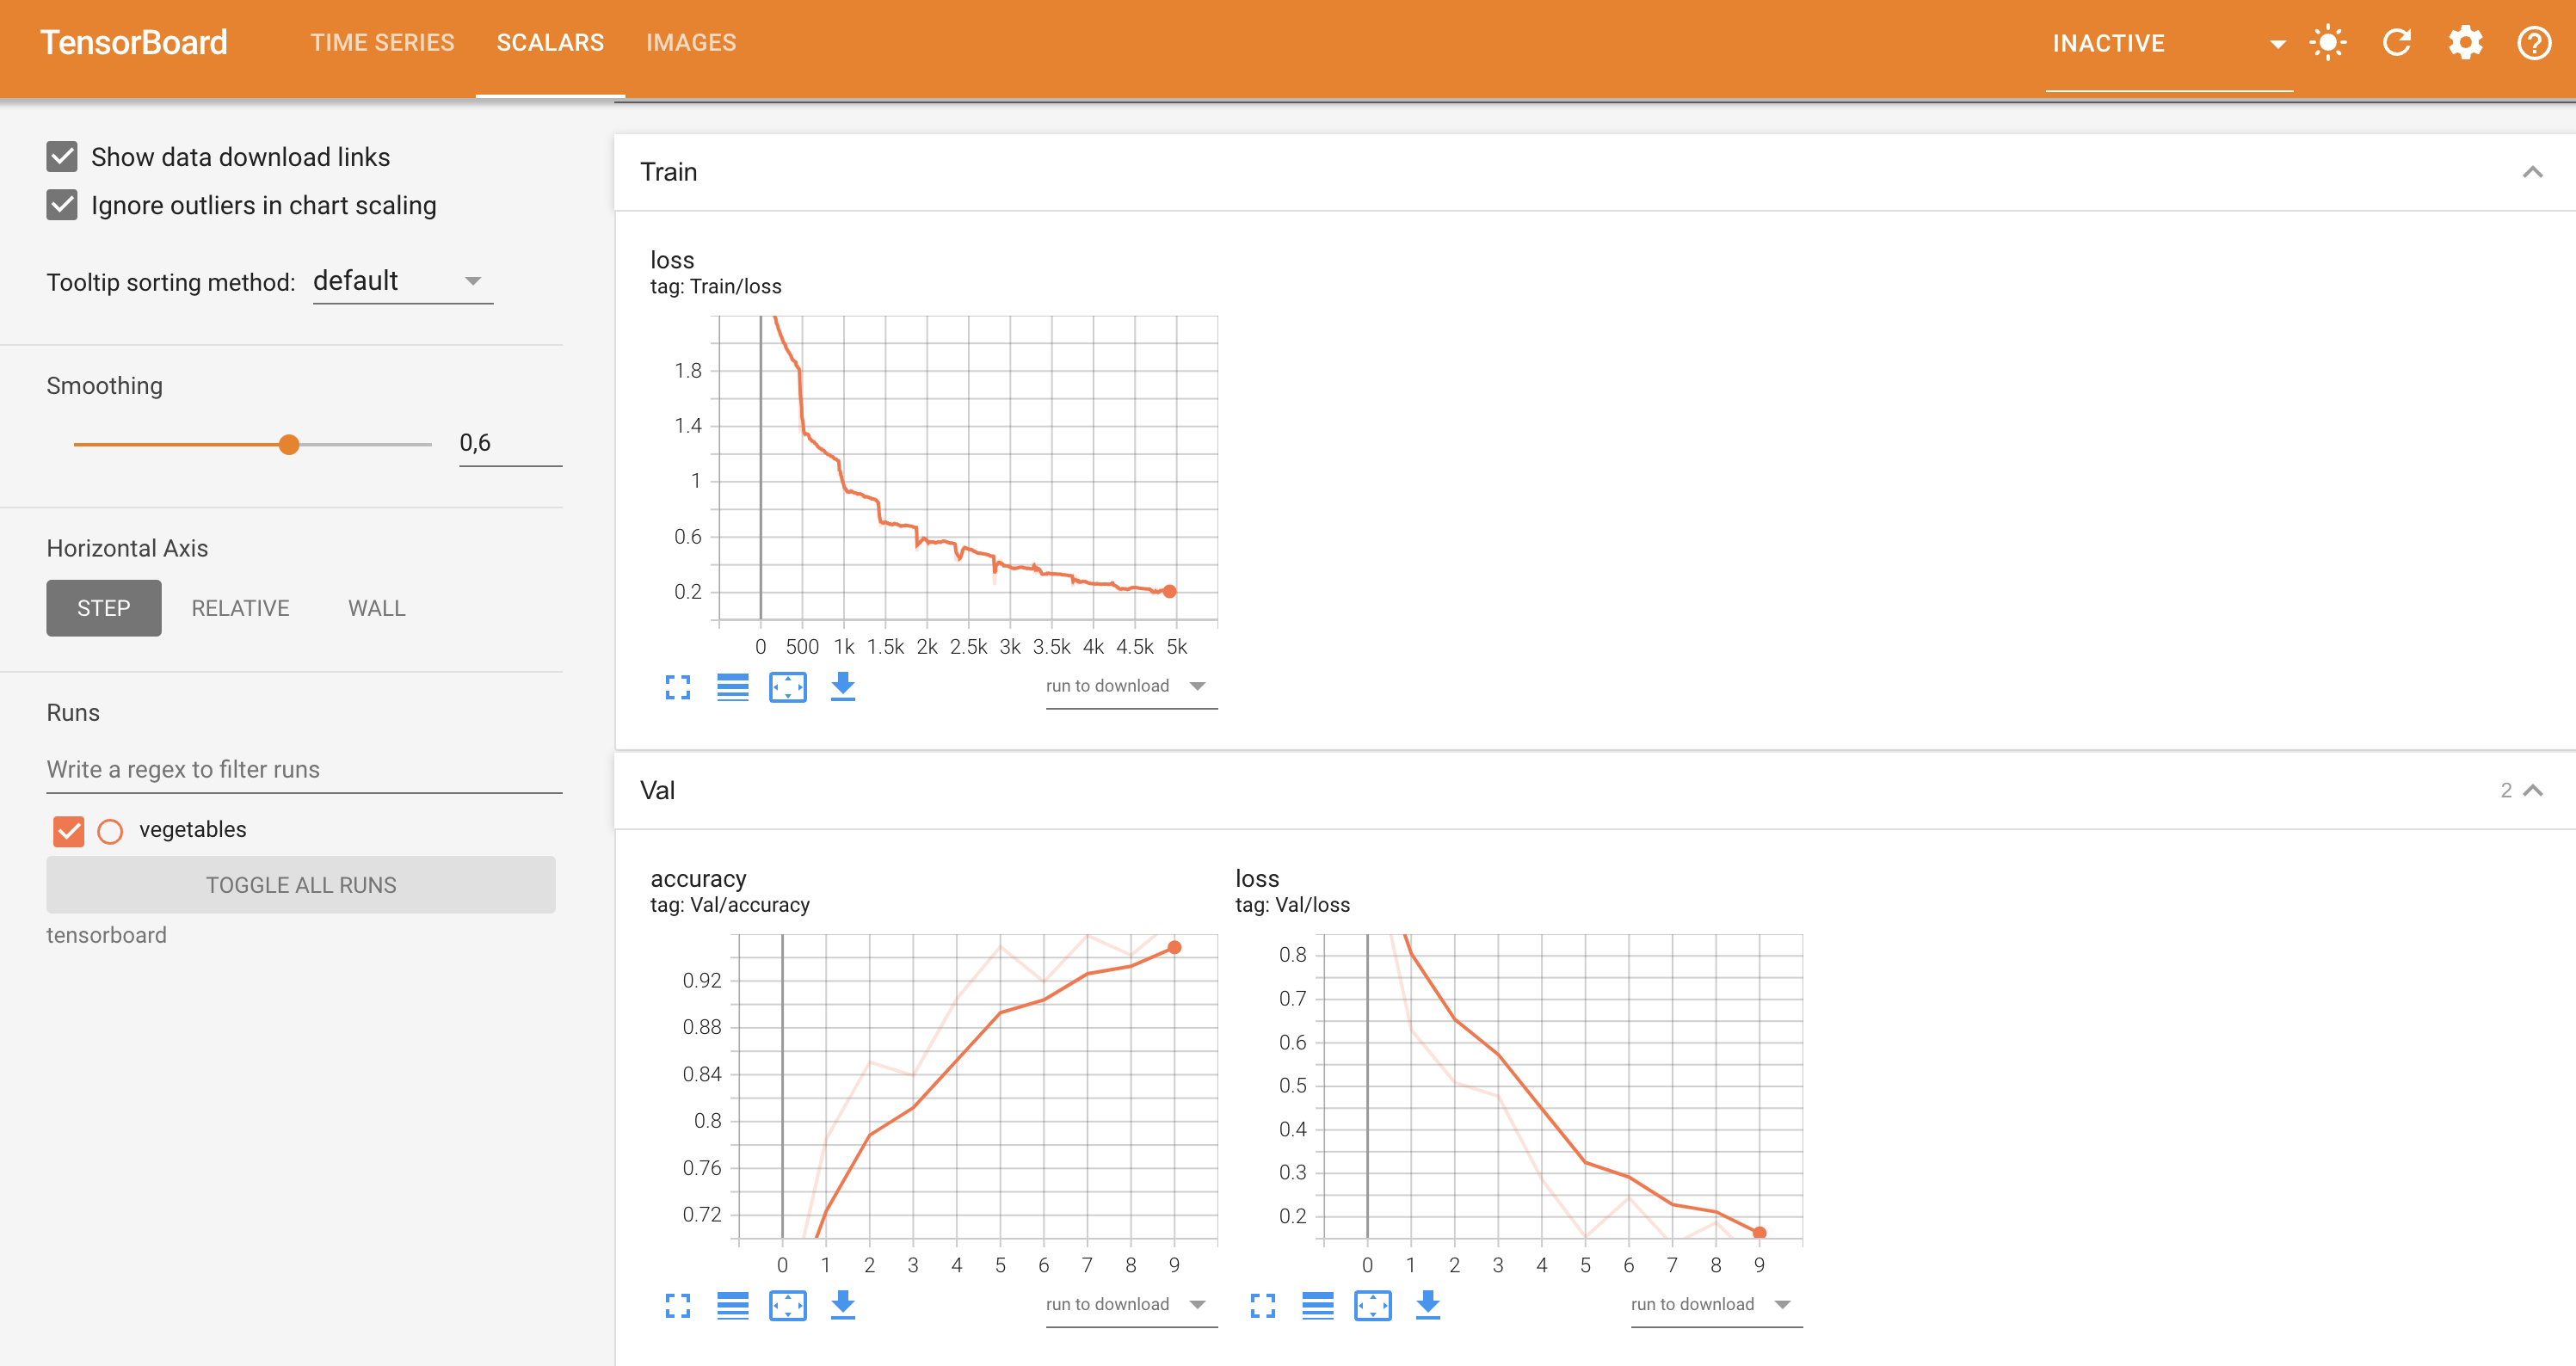 TensorBoard TIME SERIES SCALARS IMAGES INACTIVE
Show data download links
Ignore outliers in chart scaling
Tooltip sorting method: default
Smoothing
0,6
Horizontal Axis
STEP RELATIVE WALL
Runs
Write a regex to filter runs
vegetables
TOGGLE ALL RUNS
tensorboard
Train
loss
tag: Train/loss
1.8
1.4
1
0.6
0.2
0 500 1k 1.5k 2k 2.5k 3k 3.5k 4k 4.5k 5k
run to download
Val 2
accuracy
tag: Val/accuracy
0.92
0.88
0.84
0.8
0.76
0.72
0 1 2 3 4 5 6 7 8 9
run to download
loss
tag: Val/loss
0.8
0.7
0.6
0.5
0.4
0.3
0.2
0 1 2 3 4 5 6 7 8 9
run to download